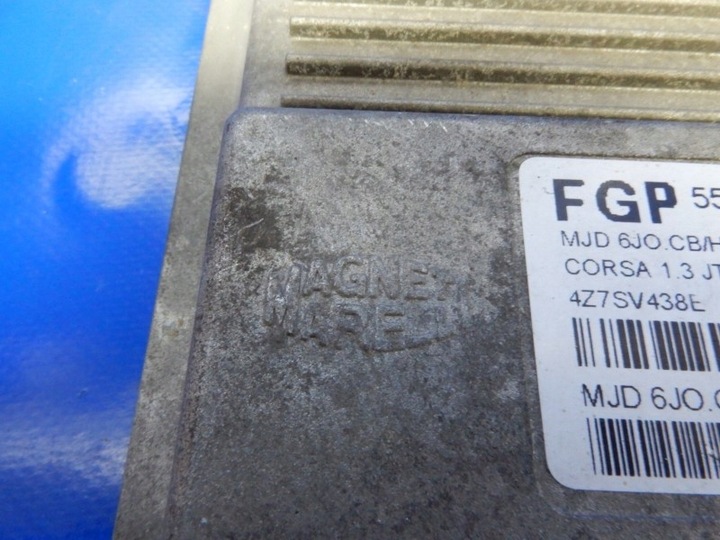 MAGNETI
MARELLI
FGP 55
MJD 6JO.CB/H
CORSA 1.3 JT
4Z7SV438E
MJD 6JO.C